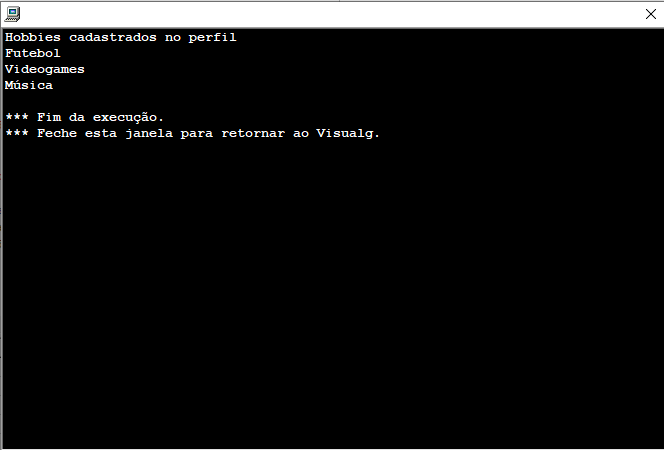 Hobbies cadastrados no perfil
Futebol
Videogames
Música
*** Fim da execução.
*** Feche esta janela para retornar ao Visualg.